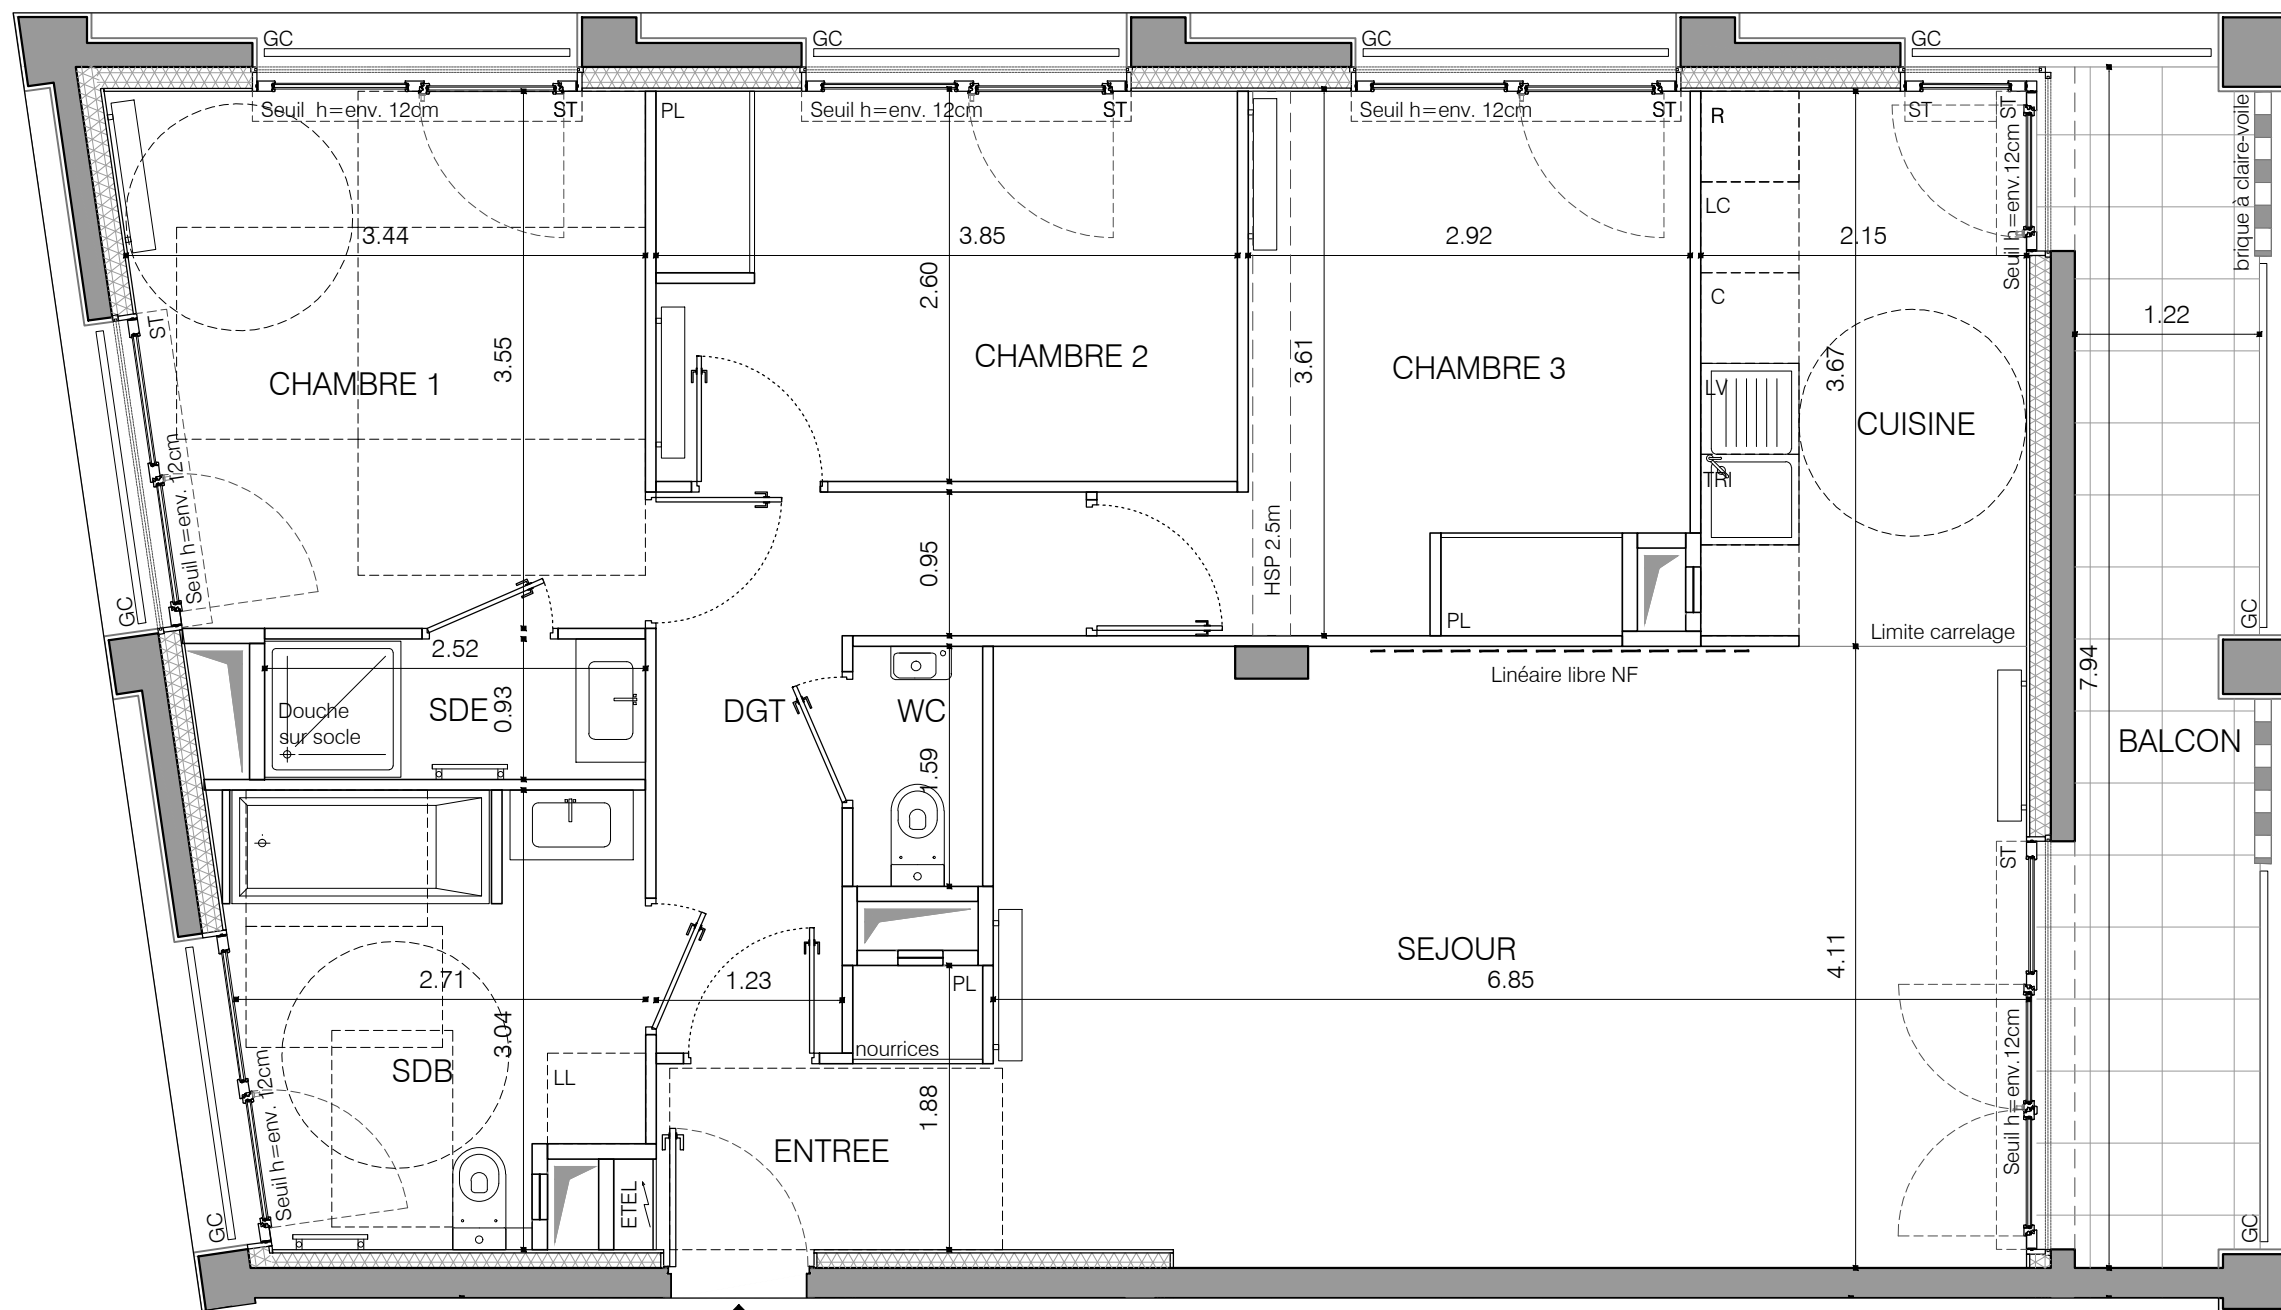 GC
GC
GC
GC
Seuil h=env. 12cm
ST
PL
Seuil h=env. 12cm
ST
Seuil h=env. 12cm
ST
R
ST
ST
Seuil h=env.12cm
brique à claire-voie
LC
3.44
3.85
2.92
2.15
2.60
C
1.22
ST
3.55
CHAMBRE 1
CHAMBRE 2
3.61
CHAMBRE 3
3.67
LV
CUISINE
TRI
Seuil h=env. 12cm
GC
0.95
HSP 2.5m
PL
GC
Limite carrelage
2.52
Linéaire libre NF
7.94
Douche
sur socle
SDE
0.93
DGT
WC
BALCON
1.59
ST
SEJOUR
4.11
2.71
1.23
PL
6.85
3.04
nourrices
SDB
LL
Seuil h=env. 12cm
1.88
Seuil h=env.12cm
ENTREE
ETEL
GC
GC